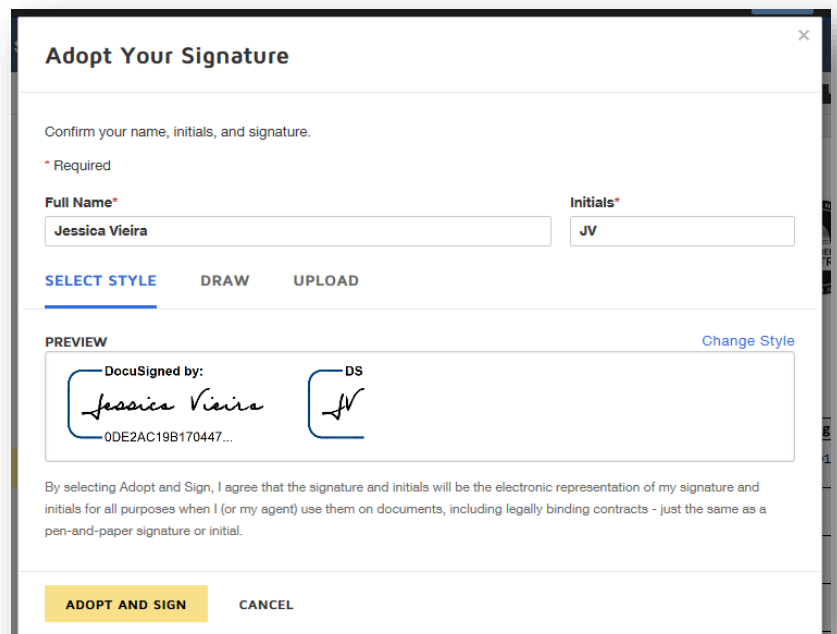 Adopt Your Signature
×
Confirm your name, initials, and signature.
* Required
Full Name* Initials*
Jessica Vieira JV
SELECT STYLE DRAW UPLOAD
PREVIEW Change Style
DocuSigned by: DS
Jessica Vieira JV
0DE2AC19B170447...
By selecting Adopt and Sign, I agree that the signature and initials will be the electronic representation of my signature and
initials for all purposes when I (or my agent) use them on documents, including legally binding contracts - just the same as a
pen-and-paper signature or initial.
ADOPT AND SIGN CANCEL